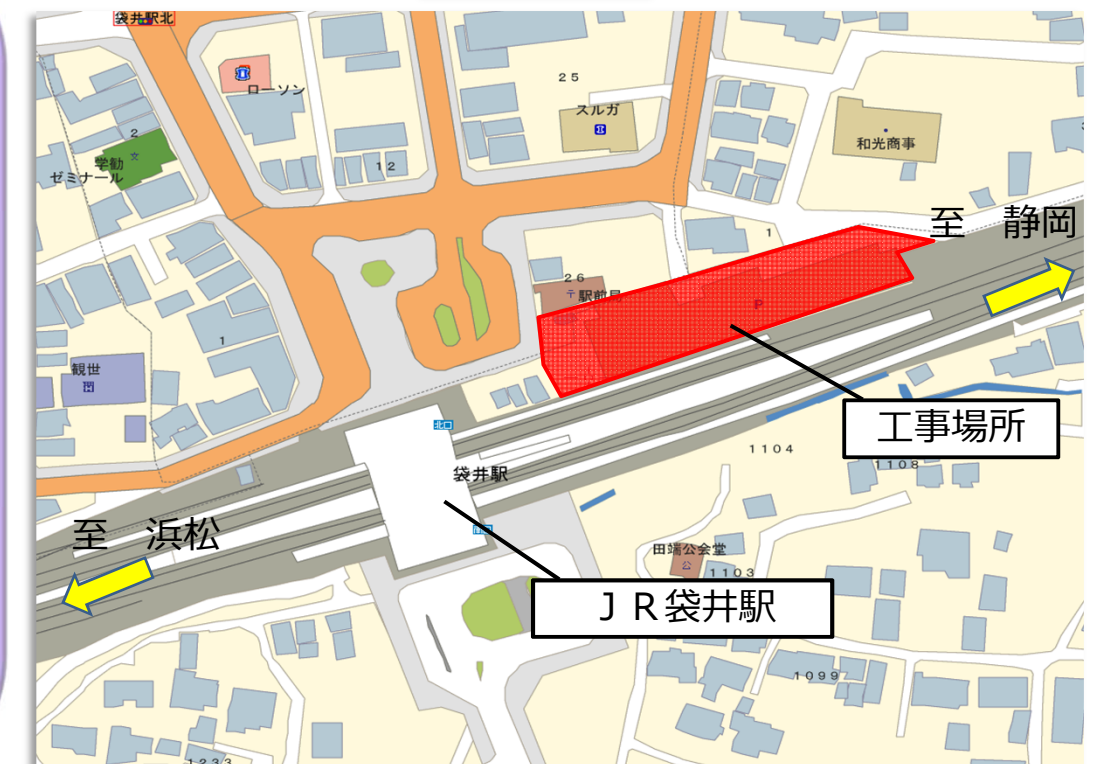 袋井駅北
ローソン
25
スルガ
和光商事
2
学勧
ゼミナール
12
至 静岡
1
26
〒駅前局
P
1
観世
工事場所
北口
1104
1108
袋井駅
至 浜松
田端公会堂
公
1103
JR袋井駅
1099
1233